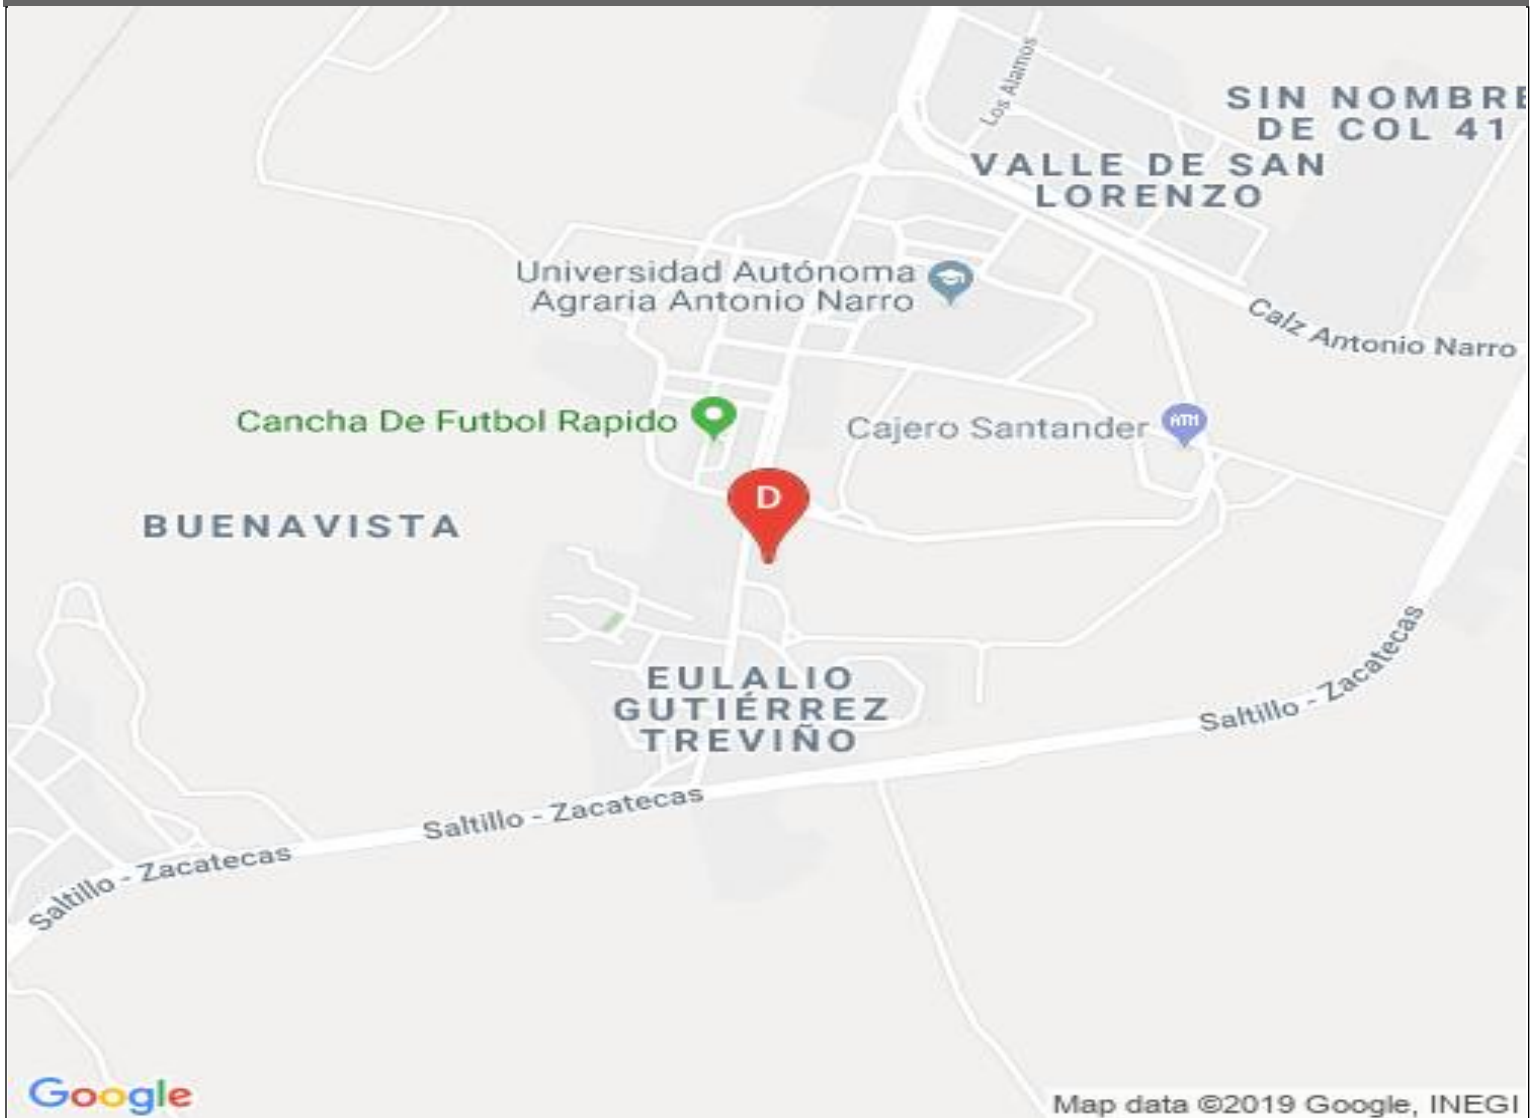 Los Alamos
SIN NOMBRE
DE COL 41
VALLE DE SAN
LORENZO
Universidad Autónoma
Agraria Antonio Narro
Calz Antonio Narro
Cancha De Futbol Rapido
Cajero Santander
ATM
D
BUENAVISTA
EULALIO
GUTIÉRREZ
TREVIÑO
Saltillo - Zacatecas
Saltillo - Zacatecas
Saltillo - Zacatecas
Google
Map data ©2019 Google, INEGI